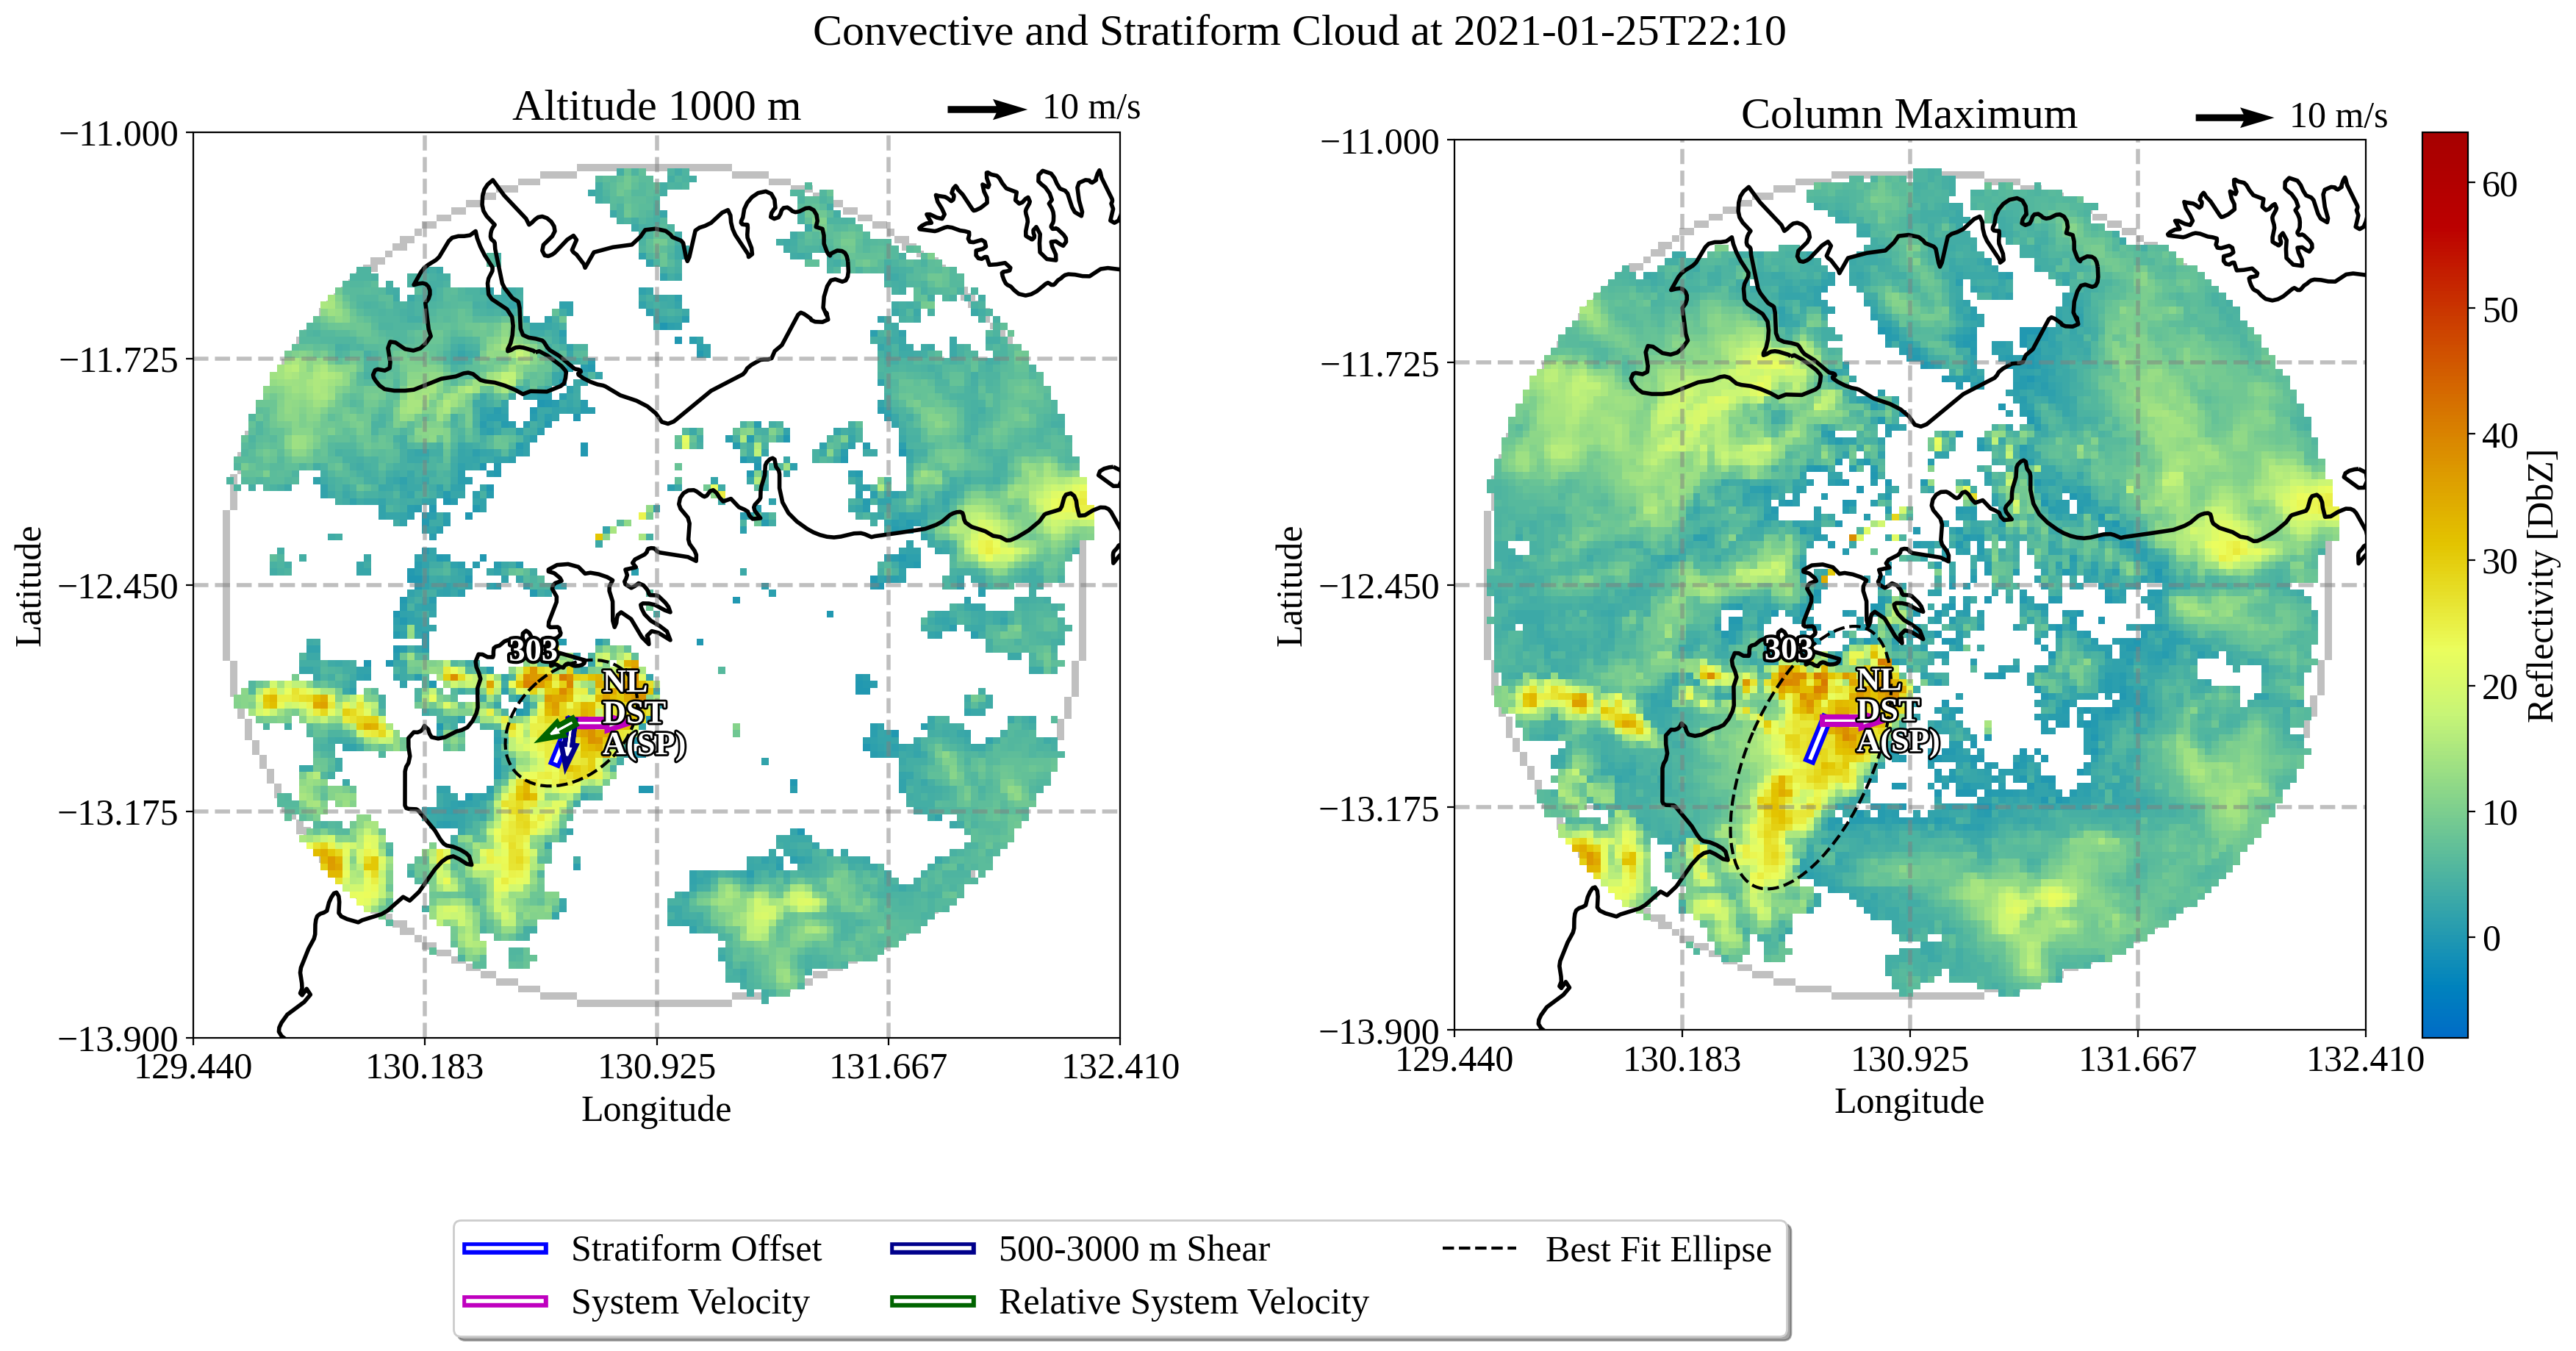 Convective and Stratiform Cloud at 2021-01-25T22:10
Altitude 1000 m
10 m/s
−11.000
−11.725
−12.450
−13.175
−13.900
Latitude
303
NL
DST
A(SP)
129.440
130.183
130.925
131.667
132.410
Longitude
Column Maximum
10 m/s
−11.000
−11.725
−12.450
−13.175
−13.900
Latitude
303
NL
DST
A(SP)
129.440
130.183
130.925
131.667
132.410
Longitude
60
50
40
30
20
10
0
Reflectivity [DbZ]
Stratiform Offset
System Velocity
500-3000 m Shear
Relative System Velocity
Best Fit Ellipse